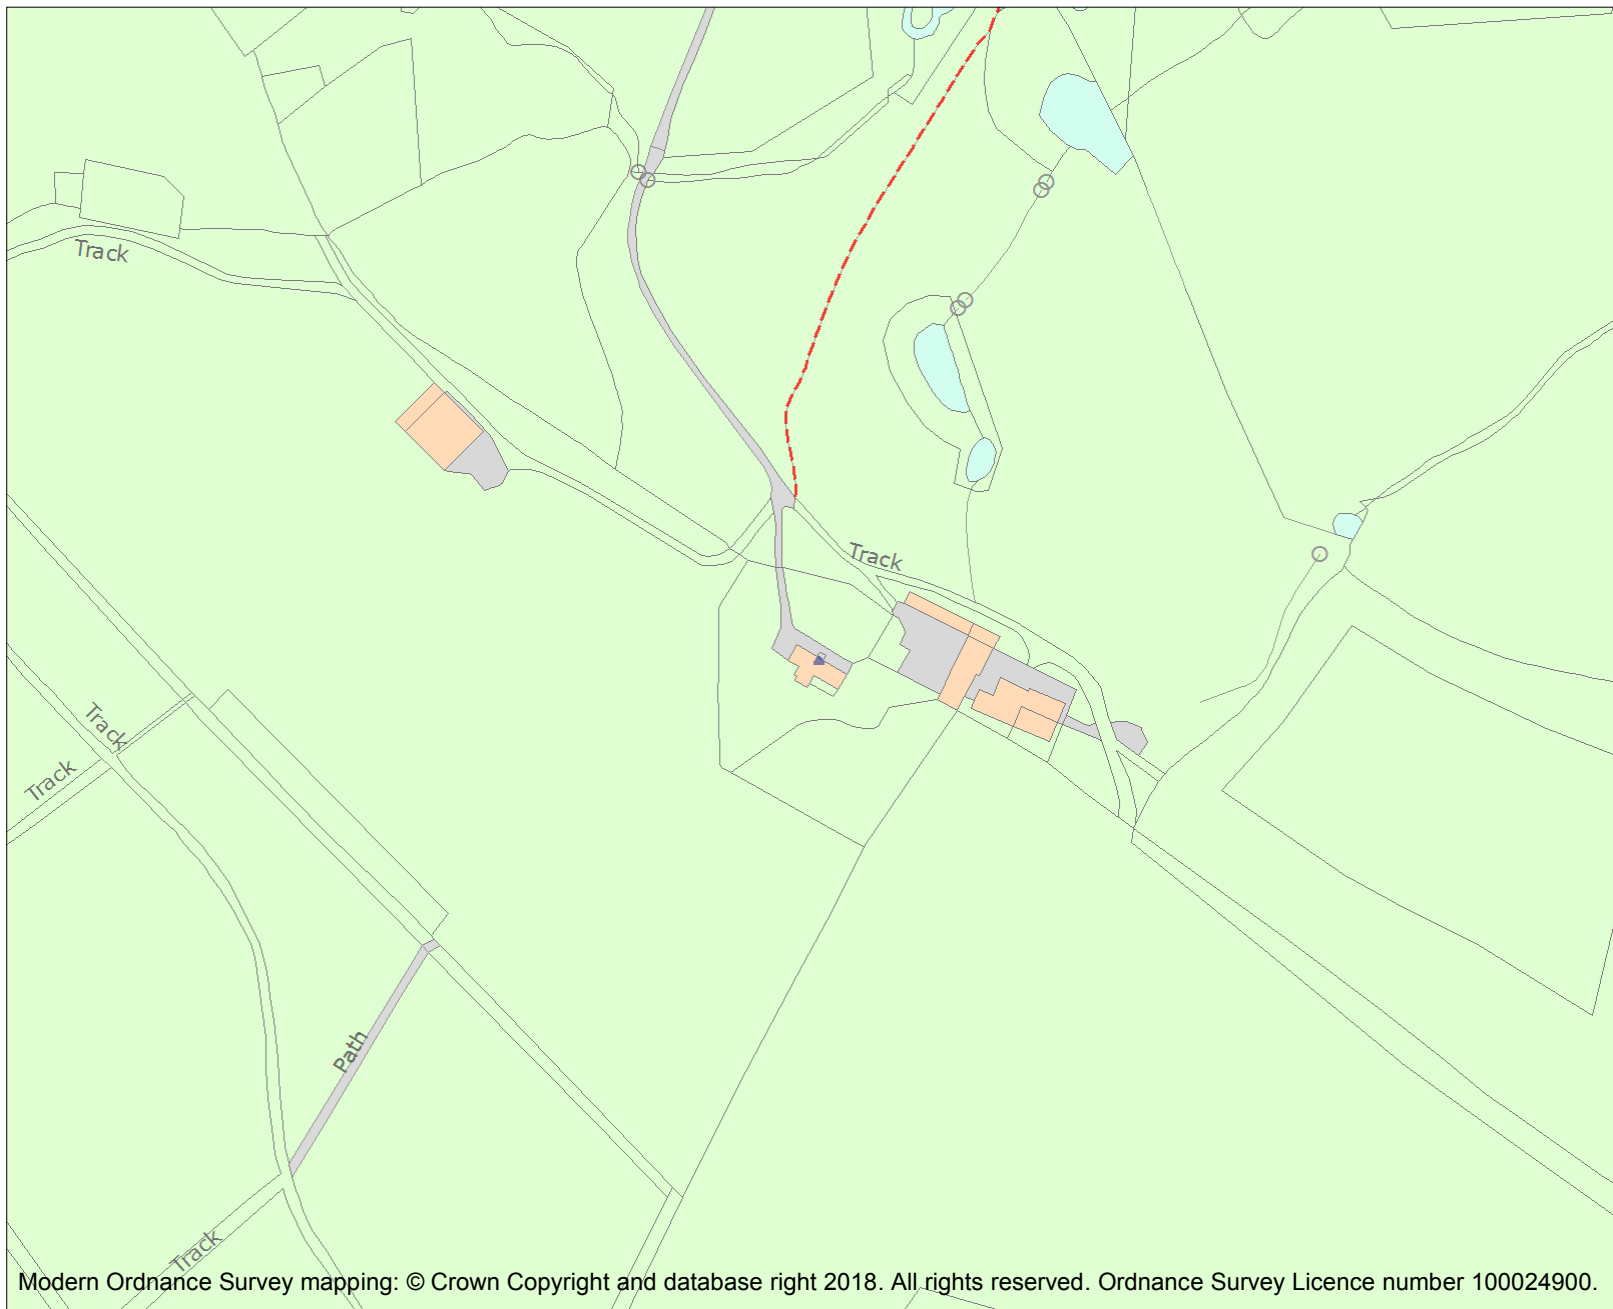 Track
Track
Track
Track
Path
Track
Modern Ordnance Survey mapping: © Crown Copyright and database right 2018. All rights reserved. Ordnance Survey Licence number 100024900.